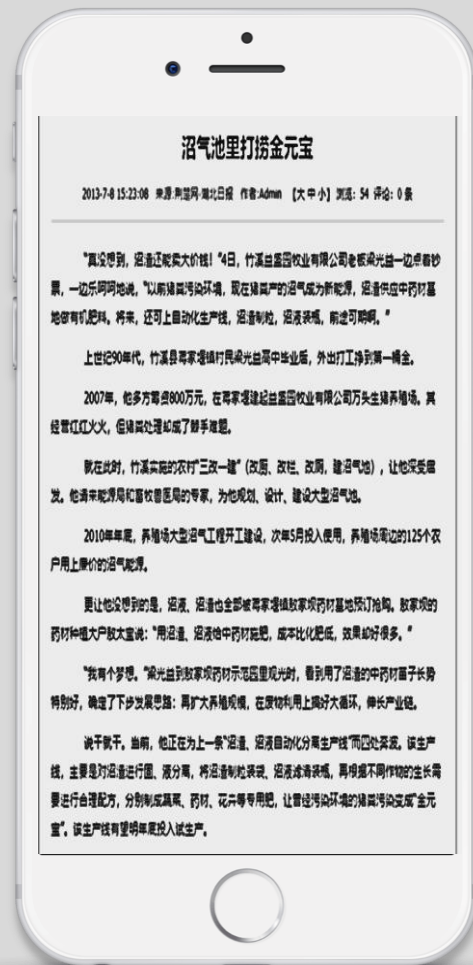 沼气池里打捞金元宝
2013-7-8 15:23:08 来源:荆楚网-湖北日报 作者:Admin 【大 中 小】 浏览: 54 评论: 0 条
“真没想到，沼渣还能卖大价钱！”4日，竹溪益盛园牧业有限公司老板梁光益一边点着钞
票，一边乐呵呵地说，“以前猪粪污染环境，现在猪粪产的沼气成为新能源，沼渣供应中药材基
地做有机肥料。将来，还可上自动化生产线，沼渣制粒，沼液装瓶，前途可期啊。”
上世纪90年代，竹溪县蒋家堰镇村民梁光益高中毕业后，外出打工挣到第一桶金。
2007年，他多方筹资800万元，在蒋家堰建起益盛园牧业有限公司万头生猪养殖场。其
经营红红火火，但猪粪处理却成了棘手难题。
就在此时，竹溪实施的农村“三改一建”（改厨、改栏、改厕，建沼气池），让他深受启
发。他请来能源局和畜牧兽医局的专家，为他规划、设计、建设大型沼气池。
2010年年底，养殖场大型沼气工程开工建设，次年5月投入使用，养殖场周边的125个农
户用上廉价的沼气能源。
更让他没想到的是，沼液、沼渣也全部被蒋家堰镇敖家坝药材基地预订抢购。敖家坝的
药材种植大户敖太宣说：“用沼渣、沼液给中药材施肥，成本比化肥低，效果却好很多。”
“我有个梦想。”梁光益到敖家坝药材示范园里观光时，看到用了沼渣的中药材苗子长势
特别好，确定了下步发展思路：再扩大养殖规模，在废物利用上搞好大循环，伸长产业链。
说干就干。当前，他正在为上一条“沼渣、沼液自动化分离生产线”而四处奔波。该生产
线，主要是对沼渣进行固、液分离，将沼渣制粒装袋、沼液滤清装瓶，再根据不同作物的生长需
要进行合理配方，分别制成蔬菜、药材、花卉等专用肥，让曾经污染环境的猪粪污染变成“金元
宝”。该生产线有望明年底投入试生产。